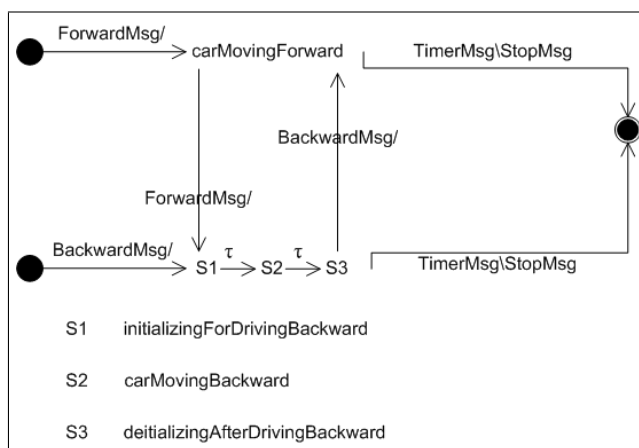 ForwardMsg/
carMovingForward
TimerMsg\StopMsg
BackwardMsg/
ForwardMsg/
BackwardMsg/
S1 τ S2 τ S3
TimerMsg\StopMsg
S1 initializingForDrivingBackward
S2 carMovingBackward
S3 deitializingAfterDrivingBackward